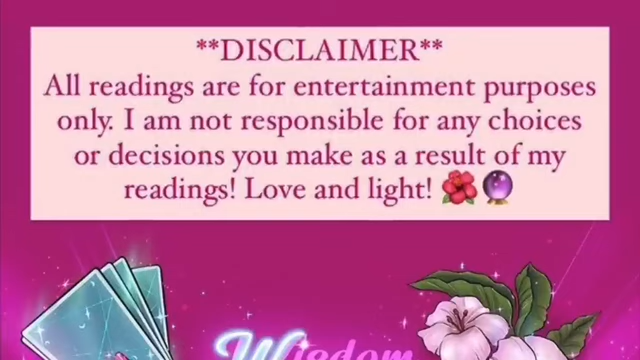 **DISCLAIMER**
All readings are for entertainment purposes
only. I am not responsible for any choices
or decisions you make as a result of my
readings! Love and light! 🌺🔮
Wisdom